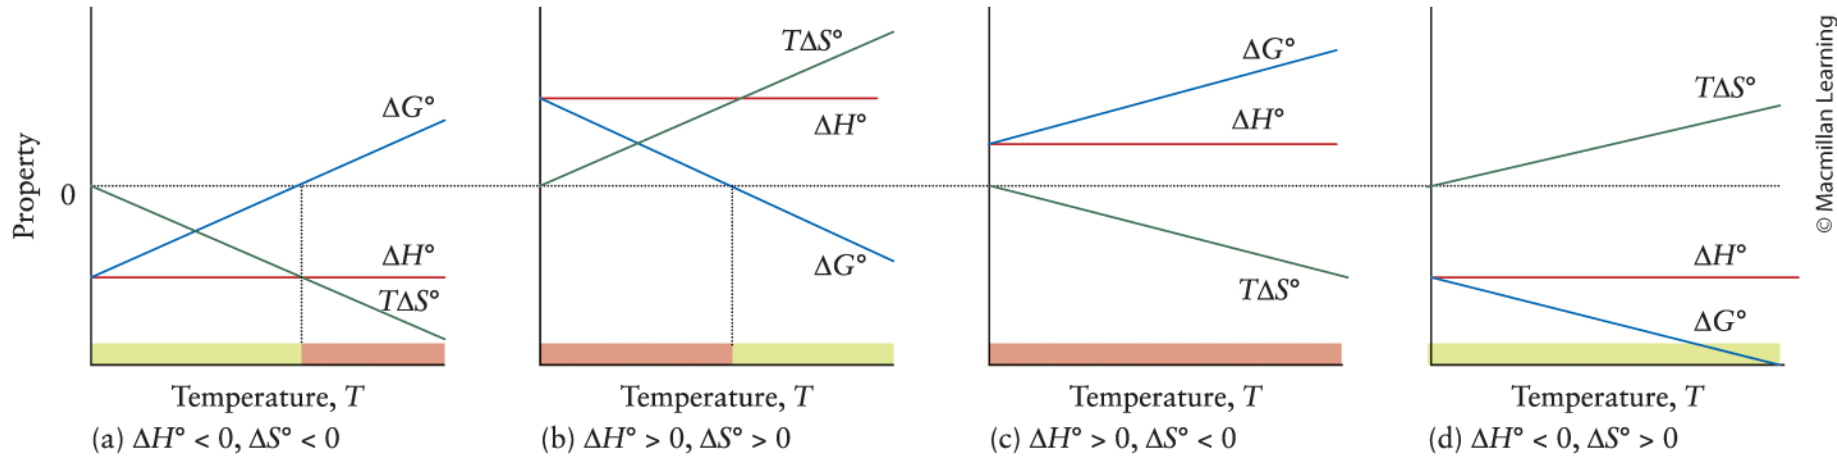 Property
0
ΔG°
ΔH°
TΔS°
Temperature, T
(a) ΔH° < 0, ΔS° < 0
TΔS°
ΔH°
ΔG°
Temperature, T
(b) ΔH° > 0, ΔS° > 0
ΔG°
ΔH°
TΔS°
Temperature, T
(c) ΔH° > 0, ΔS° < 0
TΔS°
ΔH°
ΔG°
Temperature, T
(d) ΔH° < 0, ΔS° > 0
© Macmillan Learning